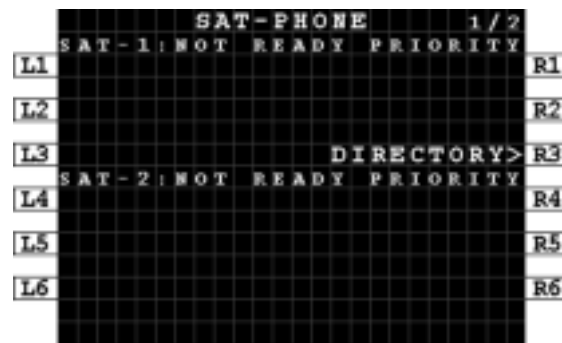 SAT-PHONE 1/2
SAT-1:NOT READY PRIORITY
L1 R1
L2 R2
L3 DIRECTORY> R3
SAT-2:NOT READY PRIORITY
L4 R4
L5 R5
L6 R6